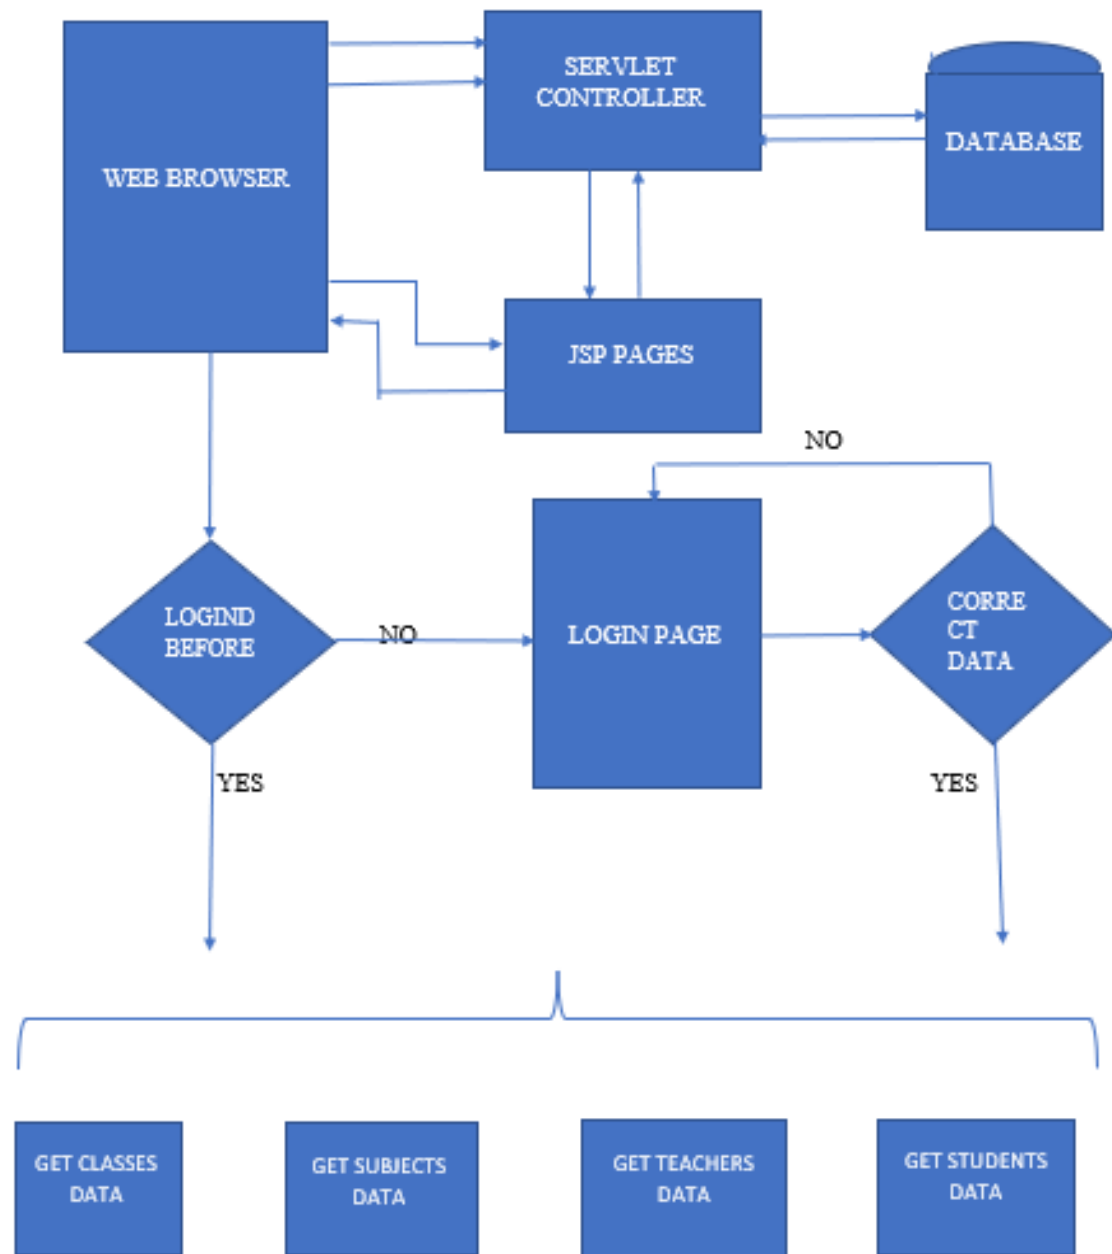 SERVLET
CONTROLLER
WEB BROWSER
DATABASE
JSP PAGES
NO
LOGIND
BEFORE
NO
LOGIN PAGE
CORRE
CT
DATA
YES
YES
GET CLASSES
DATA
GET SUBJECTS
DATA
GET TEACHERS
DATA
GET STUDENTS
DATA